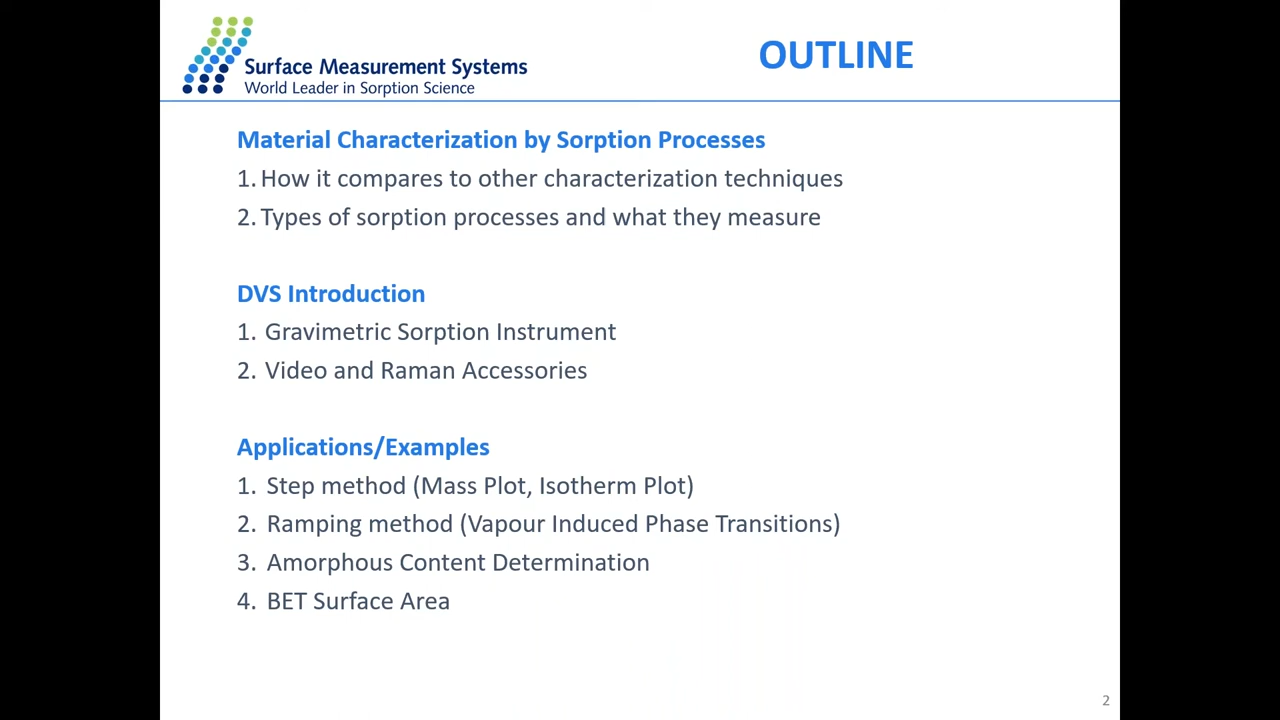 Surface Measurement Systems
World Leader in Sorption Science
OUTLINE
Material Characterization by Sorption Processes
1. How it compares to other characterization techniques
2. Types of sorption processes and what they measure
DVS Introduction
1. Gravimetric Sorption Instrument
2. Video and Raman Accessories
Applications/Examples
1. Step method (Mass Plot, Isotherm Plot)
2. Ramping method (Vapour Induced Phase Transitions)
3. Amorphous Content Determination
4. BET Surface Area
2